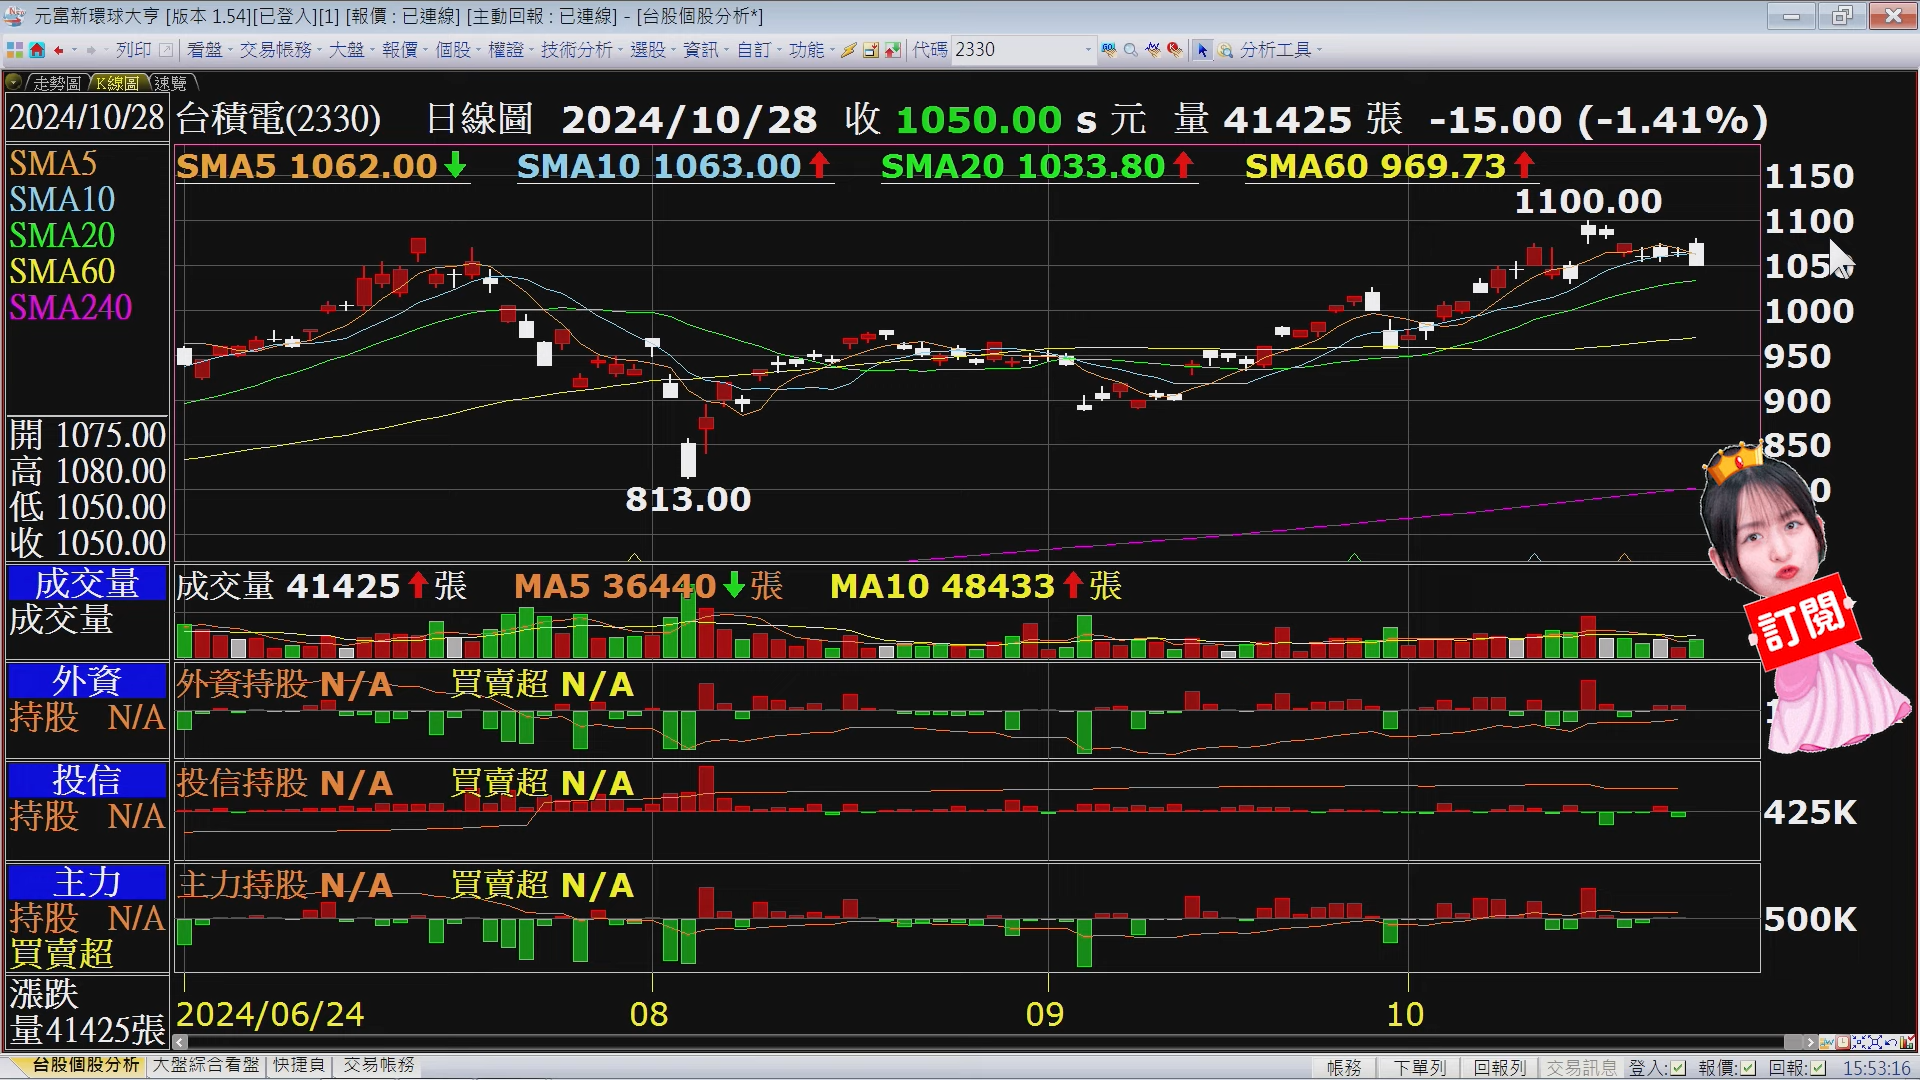 元富新環球大亨 [版本 1.54][已登入][1] [報價 : 已連線] [主動回報 : 已連線] - [台股個股分析*]
列印 看盤 交易帳務 大盤 報價 個股 權證 技術分析 選股 資訊 自訂 功能 代碼 2330 分析工具
走勢圖 K線圖 速覽
2024/10/28 台積電(2330) 日線圖 2024/10/28 收 1050.00 s 元 量 41425 張 -15.00 (-1.41%)
SMA5 1062.00 SMA10 1063.00 SMA20 1033.80 SMA60 969.73
SMA5
SMA10
SMA20
SMA60
SMA240
1100.00
813.00
1150
1100
1050
1000
950
900
850
開 1075.00
高 1080.00
低 1050.00
收 1050.00
成交量
成交量
成交量 41425 張 MA5 36440 張 MA10 48433 張
訂閱
外資
持股 N/A
外資持股 N/A 買賣超 N/A
投信
持股 N/A
投信持股 N/A 買賣超 N/A
425K
主力
持股 N/A
買賣超
主力持股 N/A 買賣超 N/A
500K
漲跌
量41425張
2024/06/24 08 09 10
台股個股分析 大盤綜合看盤 快捷頁 交易帳務
帳務 下單列 回報列 交易訊息 登入: 報價: 回報: 15:53:16